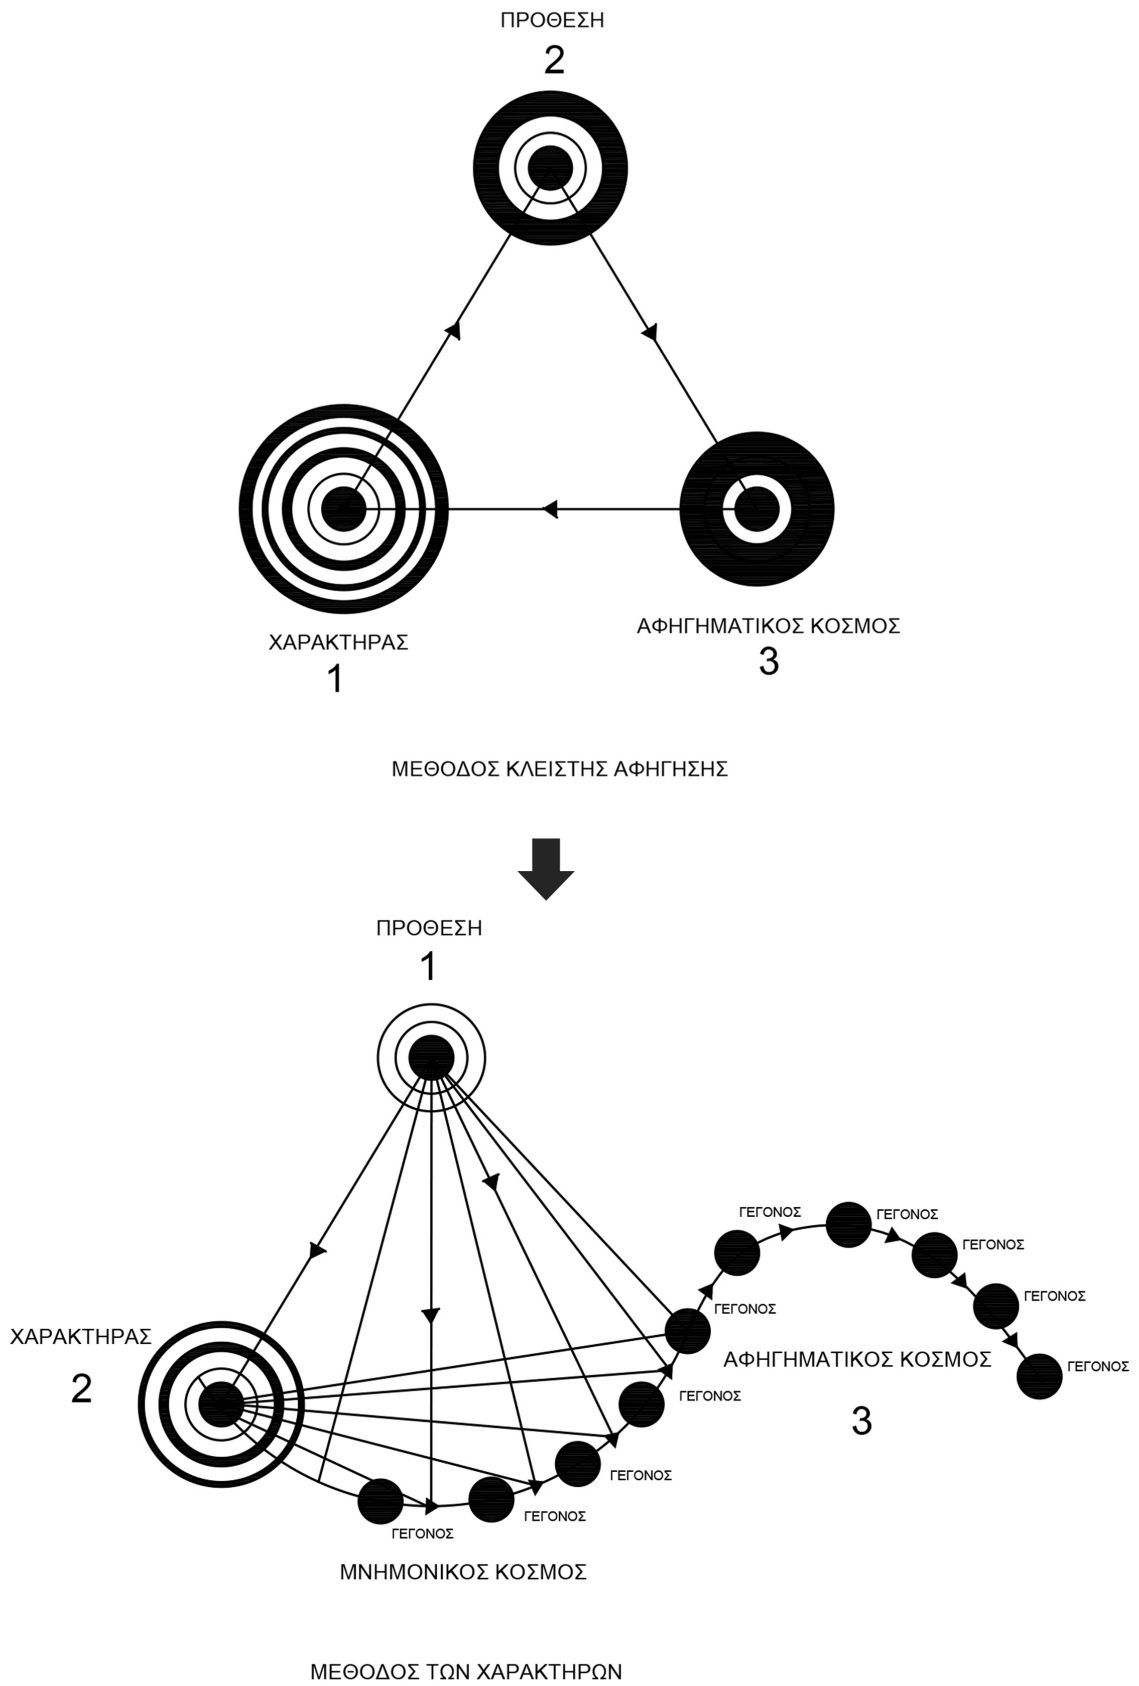 ΠΡΟΘΕΣΗ
2
ΧΑΡΑΚΤΗΡΑΣ
1
ΑΦΗΓΗΜΑΤΙΚΟΣ ΚΟΣΜΟΣ
3
ΜΕΘΟΔΟΣ ΚΛΕΙΣΤΗΣ ΑΦΗΓΗΣΗΣ
ΠΡΟΘΕΣΗ
1
ΓΕΓΟΝΟΣ
ΓΕΓΟΝΟΣ
ΓΕΓΟΝΟΣ
ΓΕΓΟΝΟΣ
ΓΕΓΟΝΟΣ
ΧΑΡΑΚΤΗΡΑΣ
2
ΑΦΗΓΗΜΑΤΙΚΟΣ ΚΟΣΜΟΣ
3
ΓΕΓΟΝΟΣ
ΓΕΓΟΝΟΣ
ΓΕΓΟΝΟΣ
ΓΕΓΟΝΟΣ
ΓΕΓΟΝΟΣ
ΜΝΗΜΟΝΙΚΟΣ ΚΟΣΜΟΣ
ΜΕΘΟΔΟΣ ΤΩΝ ΧΑΡΑΚΤΗΡΩΝ